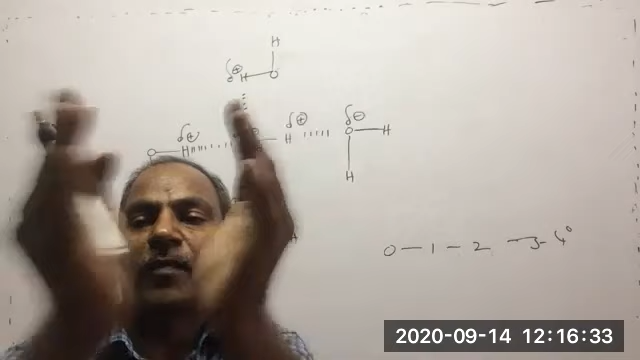 H
δ⊕ H—O
δ⊕ δ⊕ δ⊖
O—H H O—H
H
H
0 — 1 — 2 — 3 - 4°
2020-09-14 12:16:33